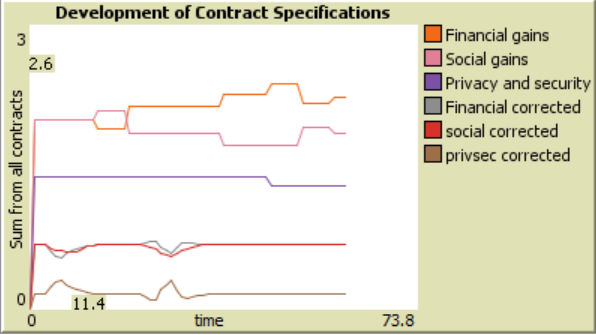 Development of Contract Specifications
3
2.6
Sum from all contracts
0
11.4
0
time
73.8
Financial gains
Social gains
Privacy and security
Financial corrected
social corrected
privsec corrected